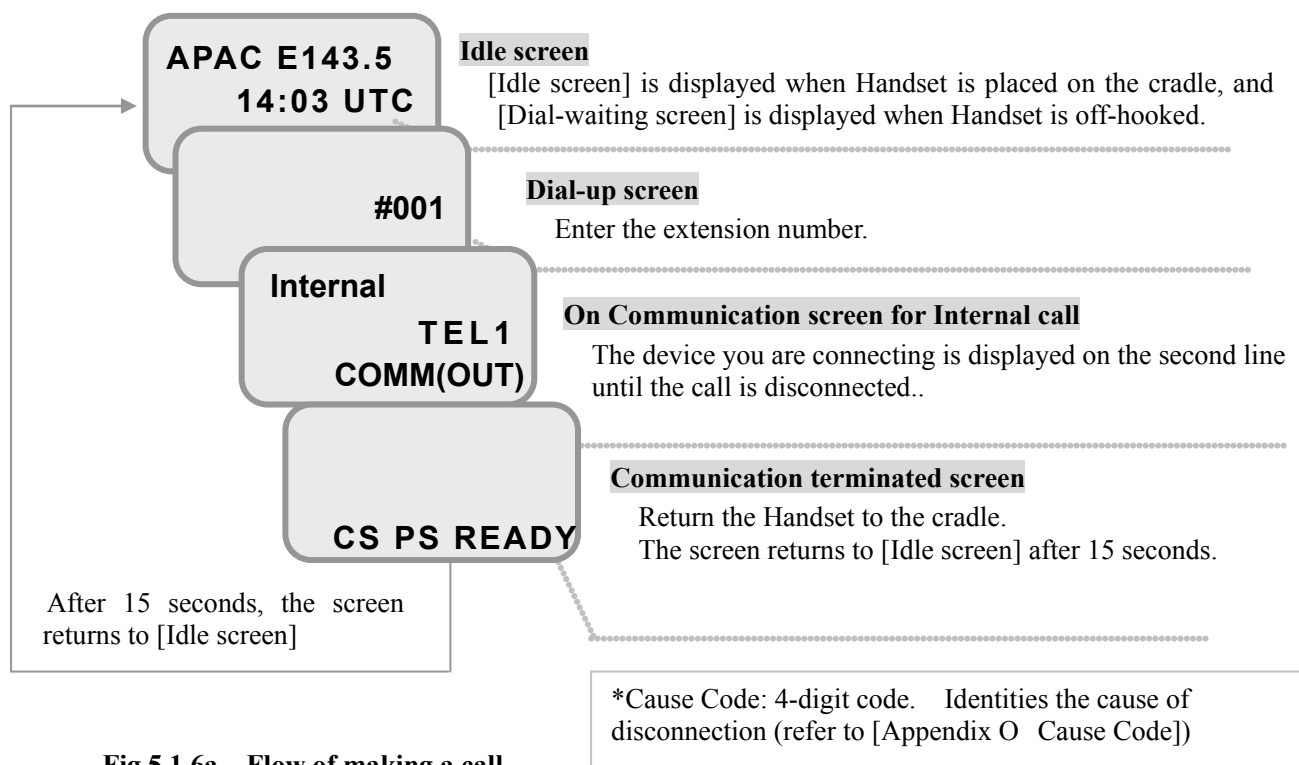 APAC E143.5
14:03 UTC
Idle screen
[Idle screen] is displayed when Handset is placed on the cradle, and
[Dial-waiting screen] is displayed when Handset is off-hooked.
#001
Dial-up screen
Enter the extension number.
Internal
TEL1
COMM(OUT)
On Communication screen for Internal call
The device you are connecting is displayed on the second line
until the call is disconnected..
CS PS READY
Communication terminated screen
Return the Handset to the cradle.
The screen returns to [Idle screen] after 15 seconds.
After 15 seconds, the screen
returns to [Idle screen]
*Cause Code: 4-digit code. Identities the cause of
disconnection (refer to [Appendix O Cause Code])
Fig 5.1.6a Flow of making a call